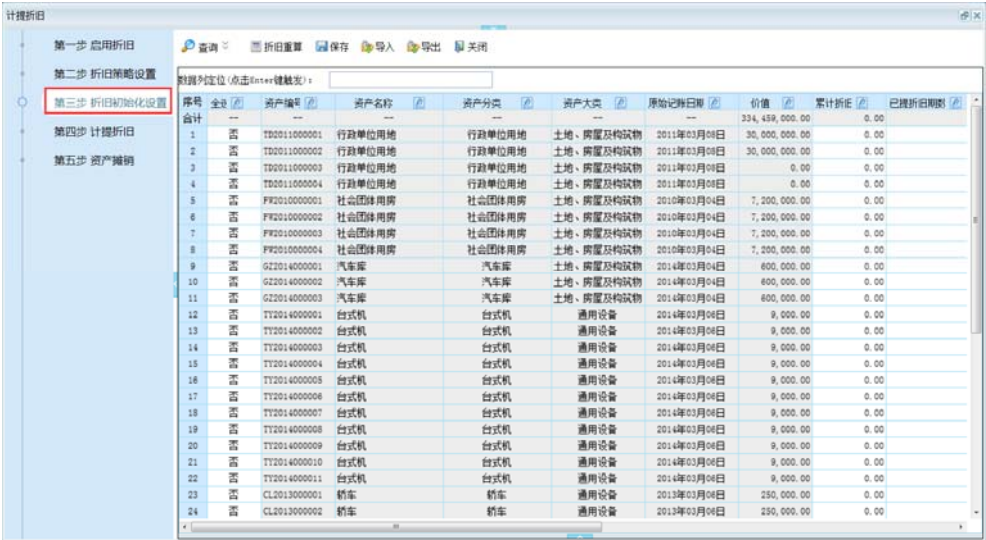 计提折旧
第一步 启用折旧
第二步 折旧策略设置
第三步 折旧初始化设置
第四步 计提折旧
第五步 资产摊销
查询 折旧重算 保存 导入 导出 关闭
数据列定位(点击Enter键触发):
序号 全选 资产编号 资产名称 资产分类 资产大类 原始记账日期 价值 累计折旧 已提折旧期数
合计 -- -- -- -- -- -- 334,459,000.00 0.00
1 否 TD2011000001 行政单位用地 行政单位用地 土地、房屋及构筑物 2011年03月08日 30,000,000.00 0.00
2 否 TD2011000002 行政单位用地 行政单位用地 土地、房屋及构筑物 2011年03月08日 30,000,000.00 0.00
3 否 TD2011000003 行政单位用地 行政单位用地 土地、房屋及构筑物 2011年03月08日 0.00 0.00
4 否 TD2011000004 行政单位用地 行政单位用地 土地、房屋及构筑物 2011年03月08日 0.00 0.00
5 否 FW2010000001 社会团体用房 社会团体用房 土地、房屋及构筑物 2010年03月04日 7,200,000.00 0.00
6 否 FW2010000002 社会团体用房 社会团体用房 土地、房屋及构筑物 2010年03月04日 7,200,000.00 0.00
7 否 FW2010000003 社会团体用房 社会团体用房 土地、房屋及构筑物 2010年03月04日 7,200,000.00 0.00
8 否 FW2010000004 社会团体用房 社会团体用房 土地、房屋及构筑物 2010年03月04日 7,200,000.00 0.00
9 否 GZ2014000001 汽车库 汽车库 土地、房屋及构筑物 2014年03月04日 600,000.00 0.00
10 否 GZ2014000002 汽车库 汽车库 土地、房屋及构筑物 2014年03月04日 600,000.00 0.00
11 否 GZ2014000003 汽车库 汽车库 土地、房屋及构筑物 2014年03月04日 600,000.00 0.00
12 否 TY2014000001 台式机 台式机 通用设备 2014年03月06日 9,000.00 0.00
13 否 TY2014000002 台式机 台式机 通用设备 2014年03月06日 9,000.00 0.00
14 否 TY2014000003 台式机 台式机 通用设备 2014年03月06日 9,000.00 0.00
15 否 TY2014000004 台式机 台式机 通用设备 2014年03月06日 9,000.00 0.00
16 否 TY2014000005 台式机 台式机 通用设备 2014年03月06日 9,000.00 0.00
17 否 TY2014000006 台式机 台式机 通用设备 2014年03月06日 9,000.00 0.00
18 否 TY2014000007 台式机 台式机 通用设备 2014年03月06日 9,000.00 0.00
19 否 TY2014000008 台式机 台式机 通用设备 2014年03月06日 9,000.00 0.00
20 否 TY2014000009 台式机 台式机 通用设备 2014年03月06日 9,000.00 0.00
21 否 TY2014000010 台式机 台式机 通用设备 2014年03月06日 9,000.00 0.00
22 否 TY2014000011 台式机 台式机 通用设备 2014年03月06日 9,000.00 0.00
23 否 CL2013000001 轿车 轿车 通用设备 2013年03月06日 250,000.00 0.00
24 否 CL2013000002 轿车 轿车 通用设备 2013年03月06日 250,000.00 0.00